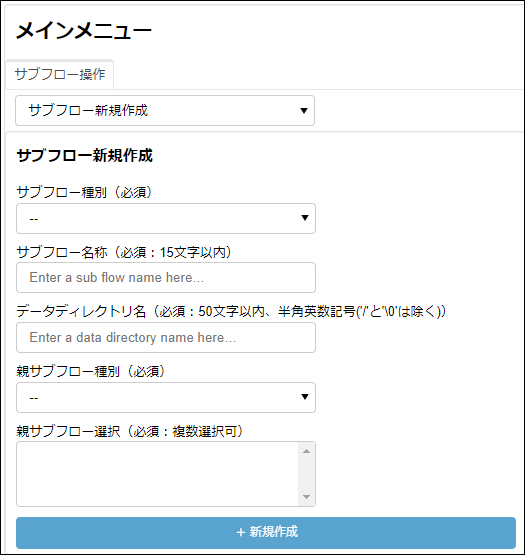 メインメニュー
サブフロー操作
サブフロー新規作成
サブフロー新規作成
サブフロー種別（必須）
--
サブフロー名称（必須：15文字以内）
Enter a sub flow name here...
データディレクトリ名（必須：50文字以内、半角英数記号('/'と'\0'は除く)）
Enter a data directory name here...
親サブフロー種別（必須）
--
親サブフロー選択（必須：複数選択可）
+ 新規作成